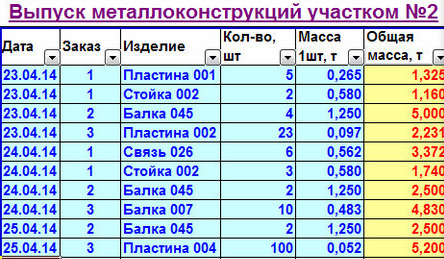 Выпуск металлоконструкций участком №2
Дата Заказ Изделие Кол-во, шт Масса 1шт, т Общая масса, т
23.04.14 1 Пластина 001 5 0,265 1,325
23.04.14 1 Стойка 002 2 0,580 1,160
23.04.14 2 Балка 045 4 1,250 5,000
23.04.14 3 Пластина 002 23 0,097 2,231
24.04.14 1 Связь 026 6 0,562 3,372
24.04.14 1 Стойка 002 3 0,580 1,740
24.04.14 2 Балка 045 2 1,250 2,500
24.04.14 3 Балка 007 10 0,483 4,830
25.04.14 2 Балка 045 2 1,250 2,500
25.04.14 3 Пластина 004 100 0,052 5,200